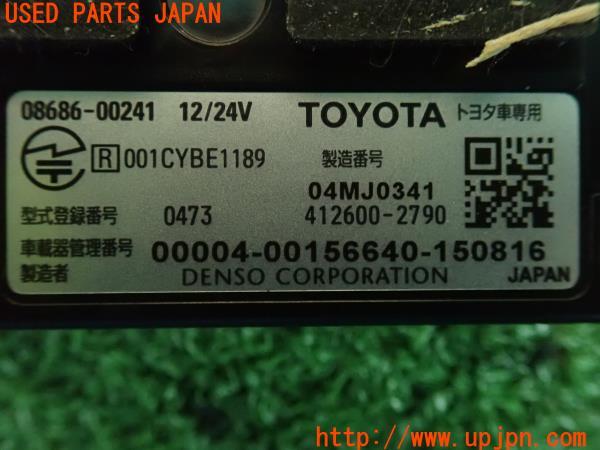 USED PARTS JAPAN
08686-00241 12/24V TOYOTA トヨタ車専用
R 001CYBE1189 製造番号
04MJ0341
型式登録番号 0473 412600-2790
車載器管理番号 00004-00156640-150816
製造者 DENSO CORPORATION JAPAN
http://www.upjpn.com